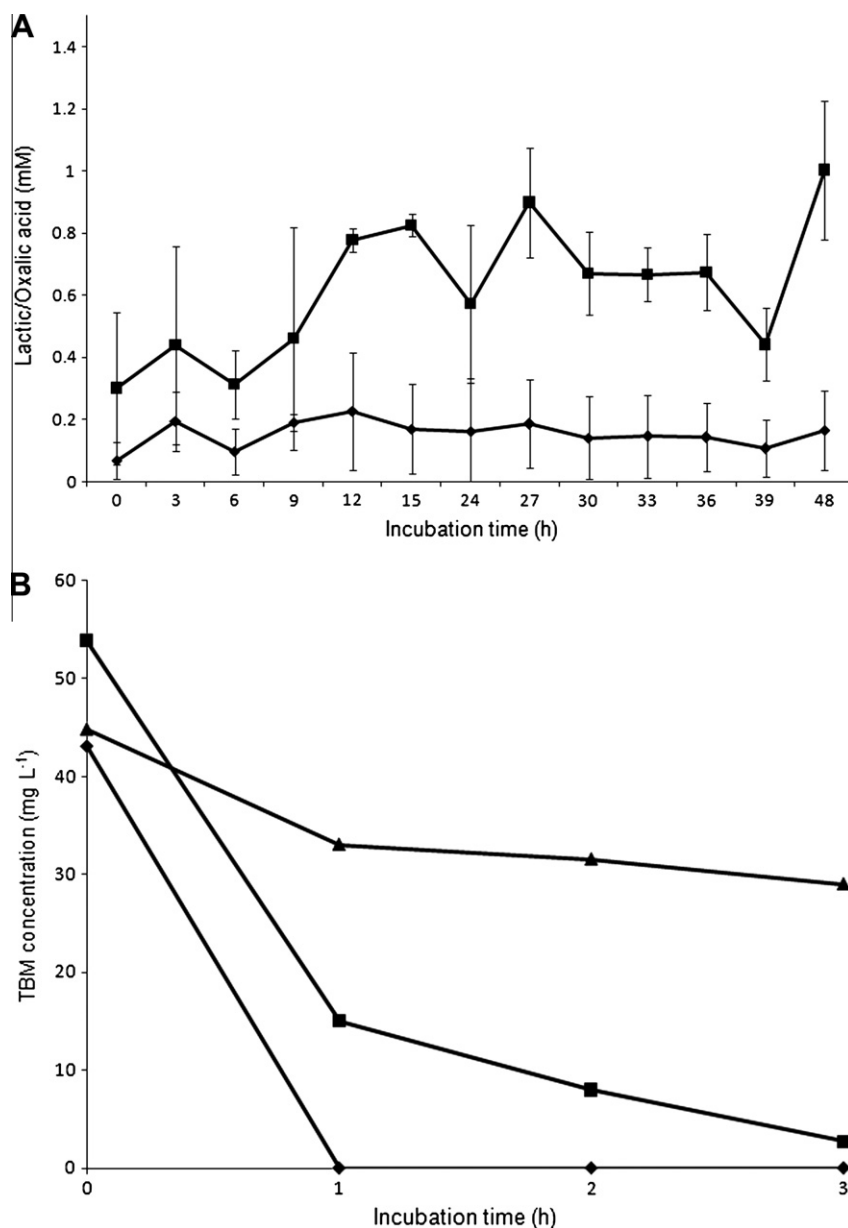 A
Lactic/Oxalic acid (mM)
1.4
1.2
1
0.8
0.6
0.4
0.2
0
0 3 6 9 12 15 24 27 30 33 36 39 48
Incubation time (h)
B
TBM concentration (mg L-1)
60
50
40
30
20
10
0
0 1 2 3
Incubation time (h)